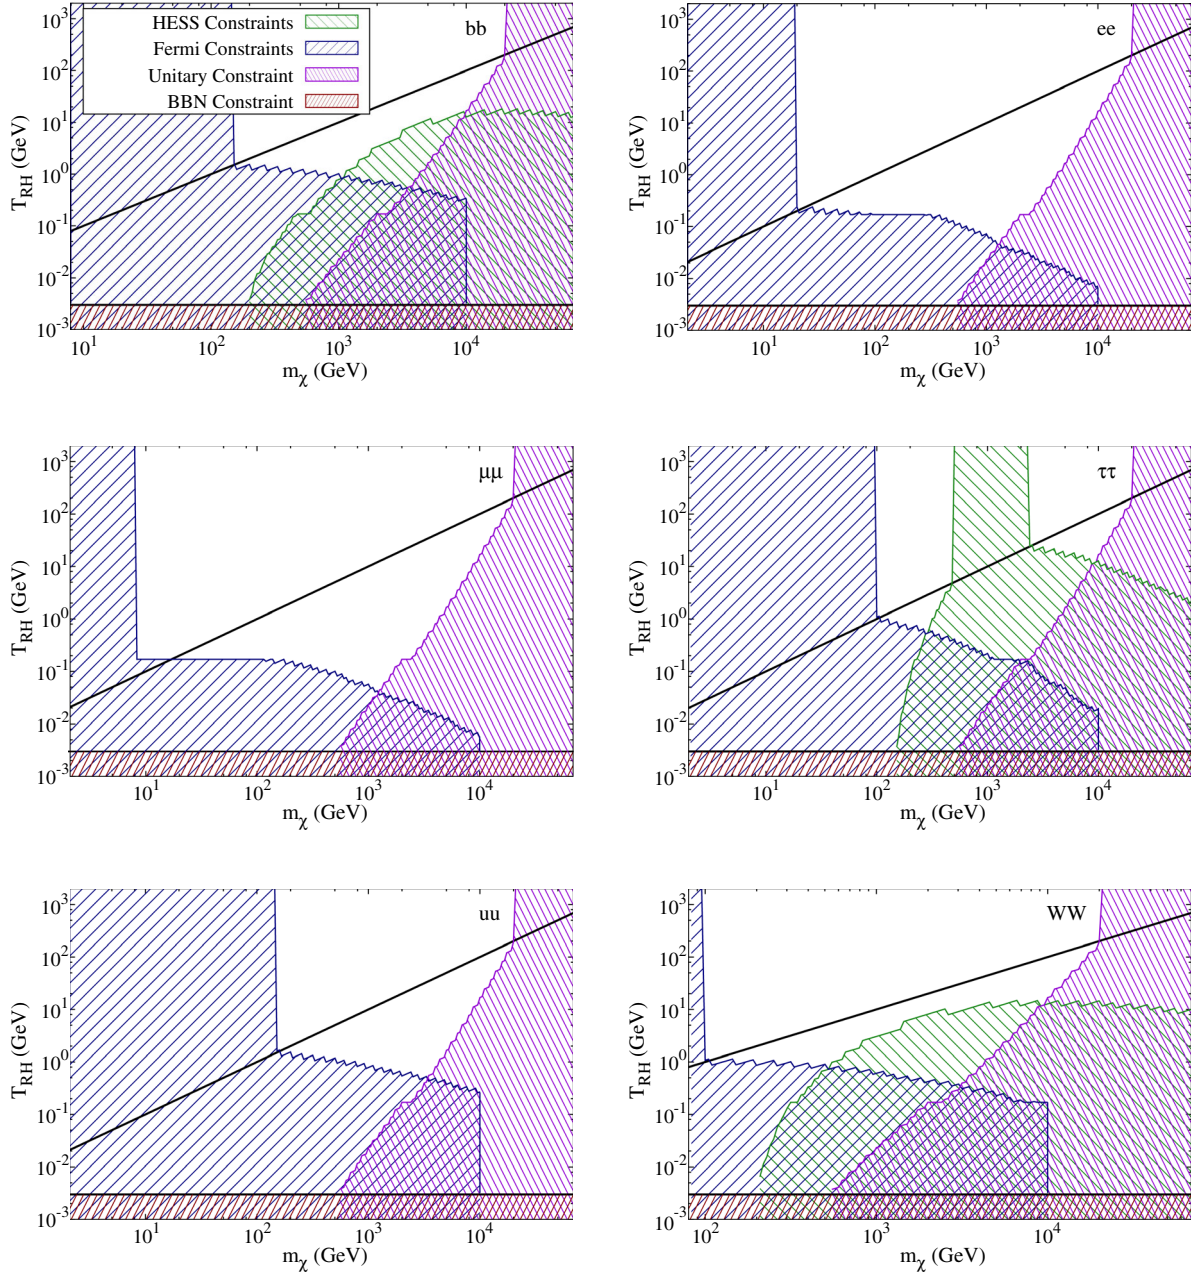 HESS Constraints
Fermi Constraints
Unitary Constraint
BBN Constraint
bb
T_RH (GeV)
10^3
10^2
10^1
10^0
10^-1
10^-2
10^-3
10^1 10^2 10^3 10^4
m_χ (GeV)
ee
T_RH (GeV)
10^3
10^2
10^1
10^0
10^-1
10^-2
10^-3
10^1 10^2 10^3 10^4
m_χ (GeV)
μμ
T_RH (GeV)
10^3
10^2
10^1
10^0
10^-1
10^-2
10^-3
10^1 10^2 10^3 10^4
m_χ (GeV)
ττ
T_RH (GeV)
10^3
10^2
10^1
10^0
10^-1
10^-2
10^-3
10^1 10^2 10^3 10^4
m_χ (GeV)
uu
T_RH (GeV)
10^3
10^2
10^1
10^0
10^-1
10^-2
10^-3
10^1 10^2 10^3 10^4
m_χ (GeV)
WW
T_RH (GeV)
10^3
10^2
10^1
10^0
10^-1
10^-2
10^-3
10^2 10^3 10^4
m_χ (GeV)